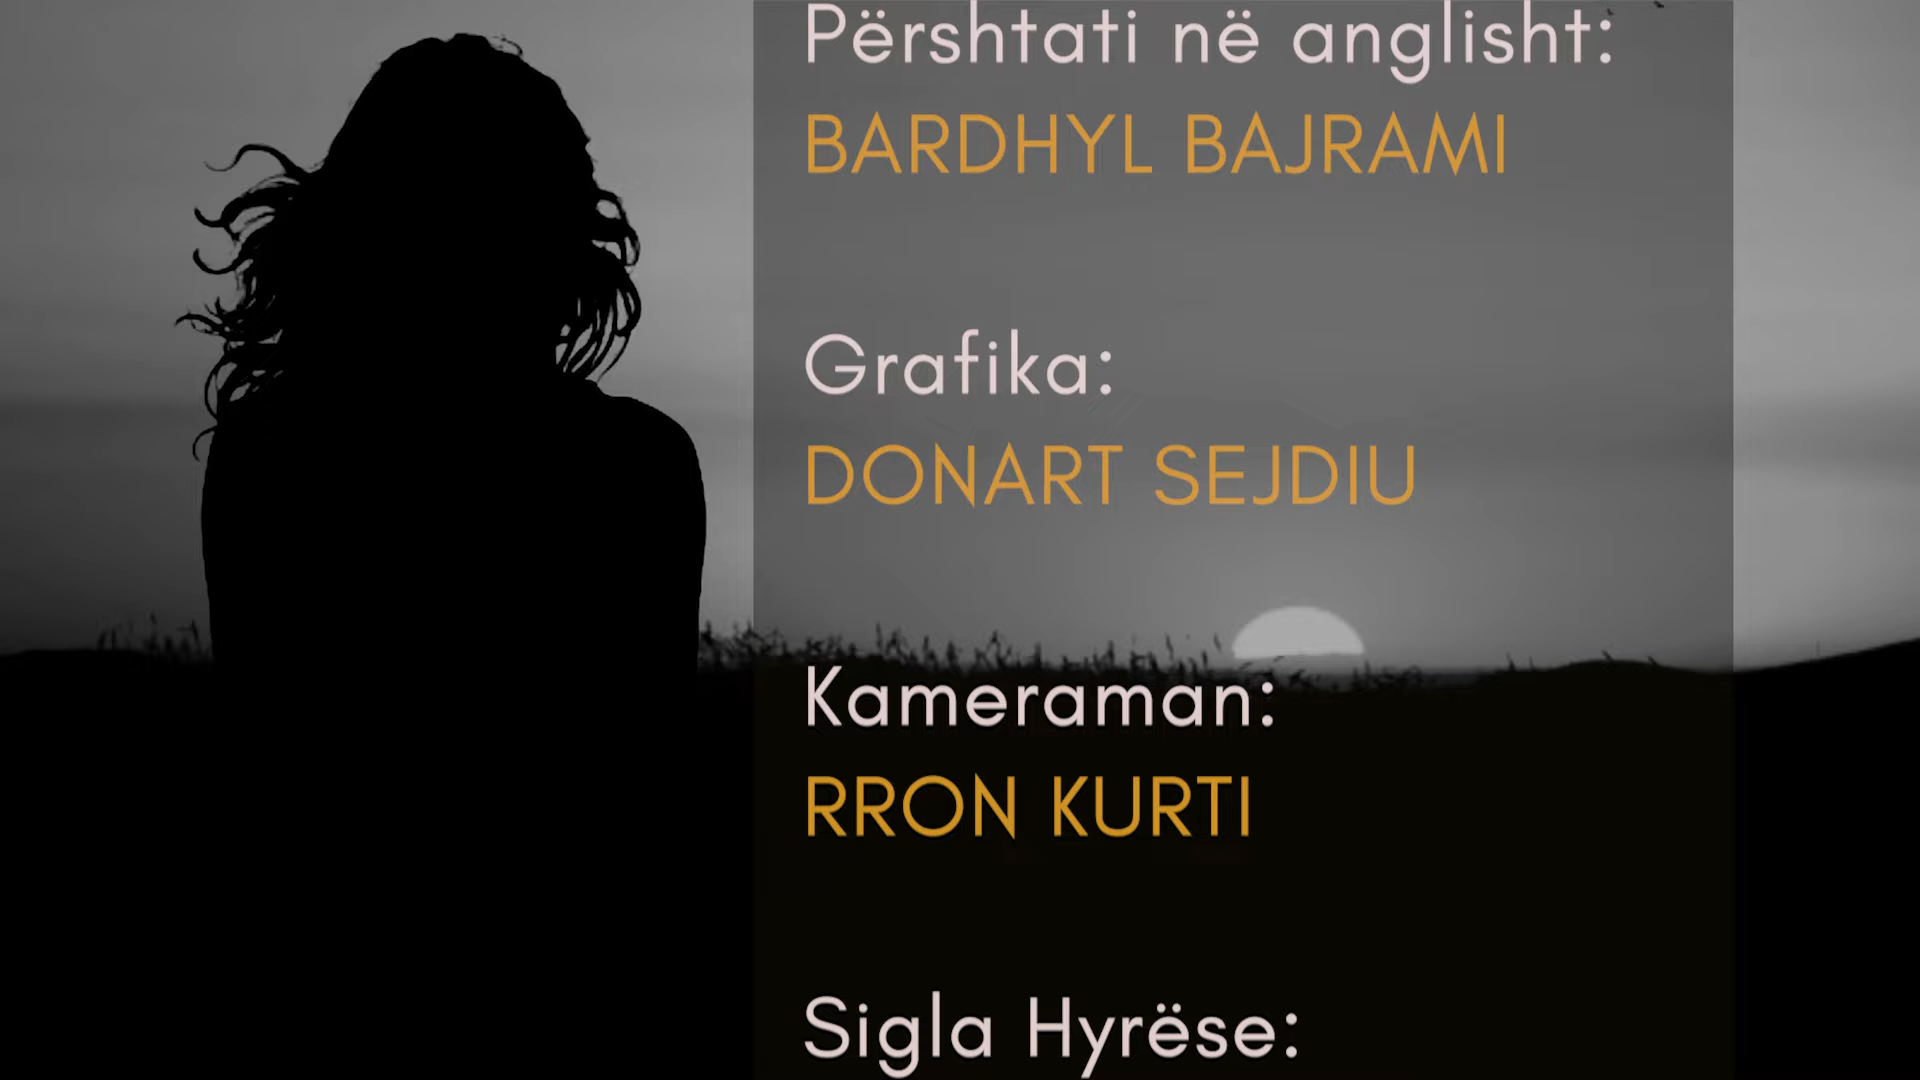 Përshtati në anglisht:
BARDHYL BAJRAMI
Grafika:
DONART SEJDIU
Kameraman:
RRON KURTI
Sigla Hyrëse: